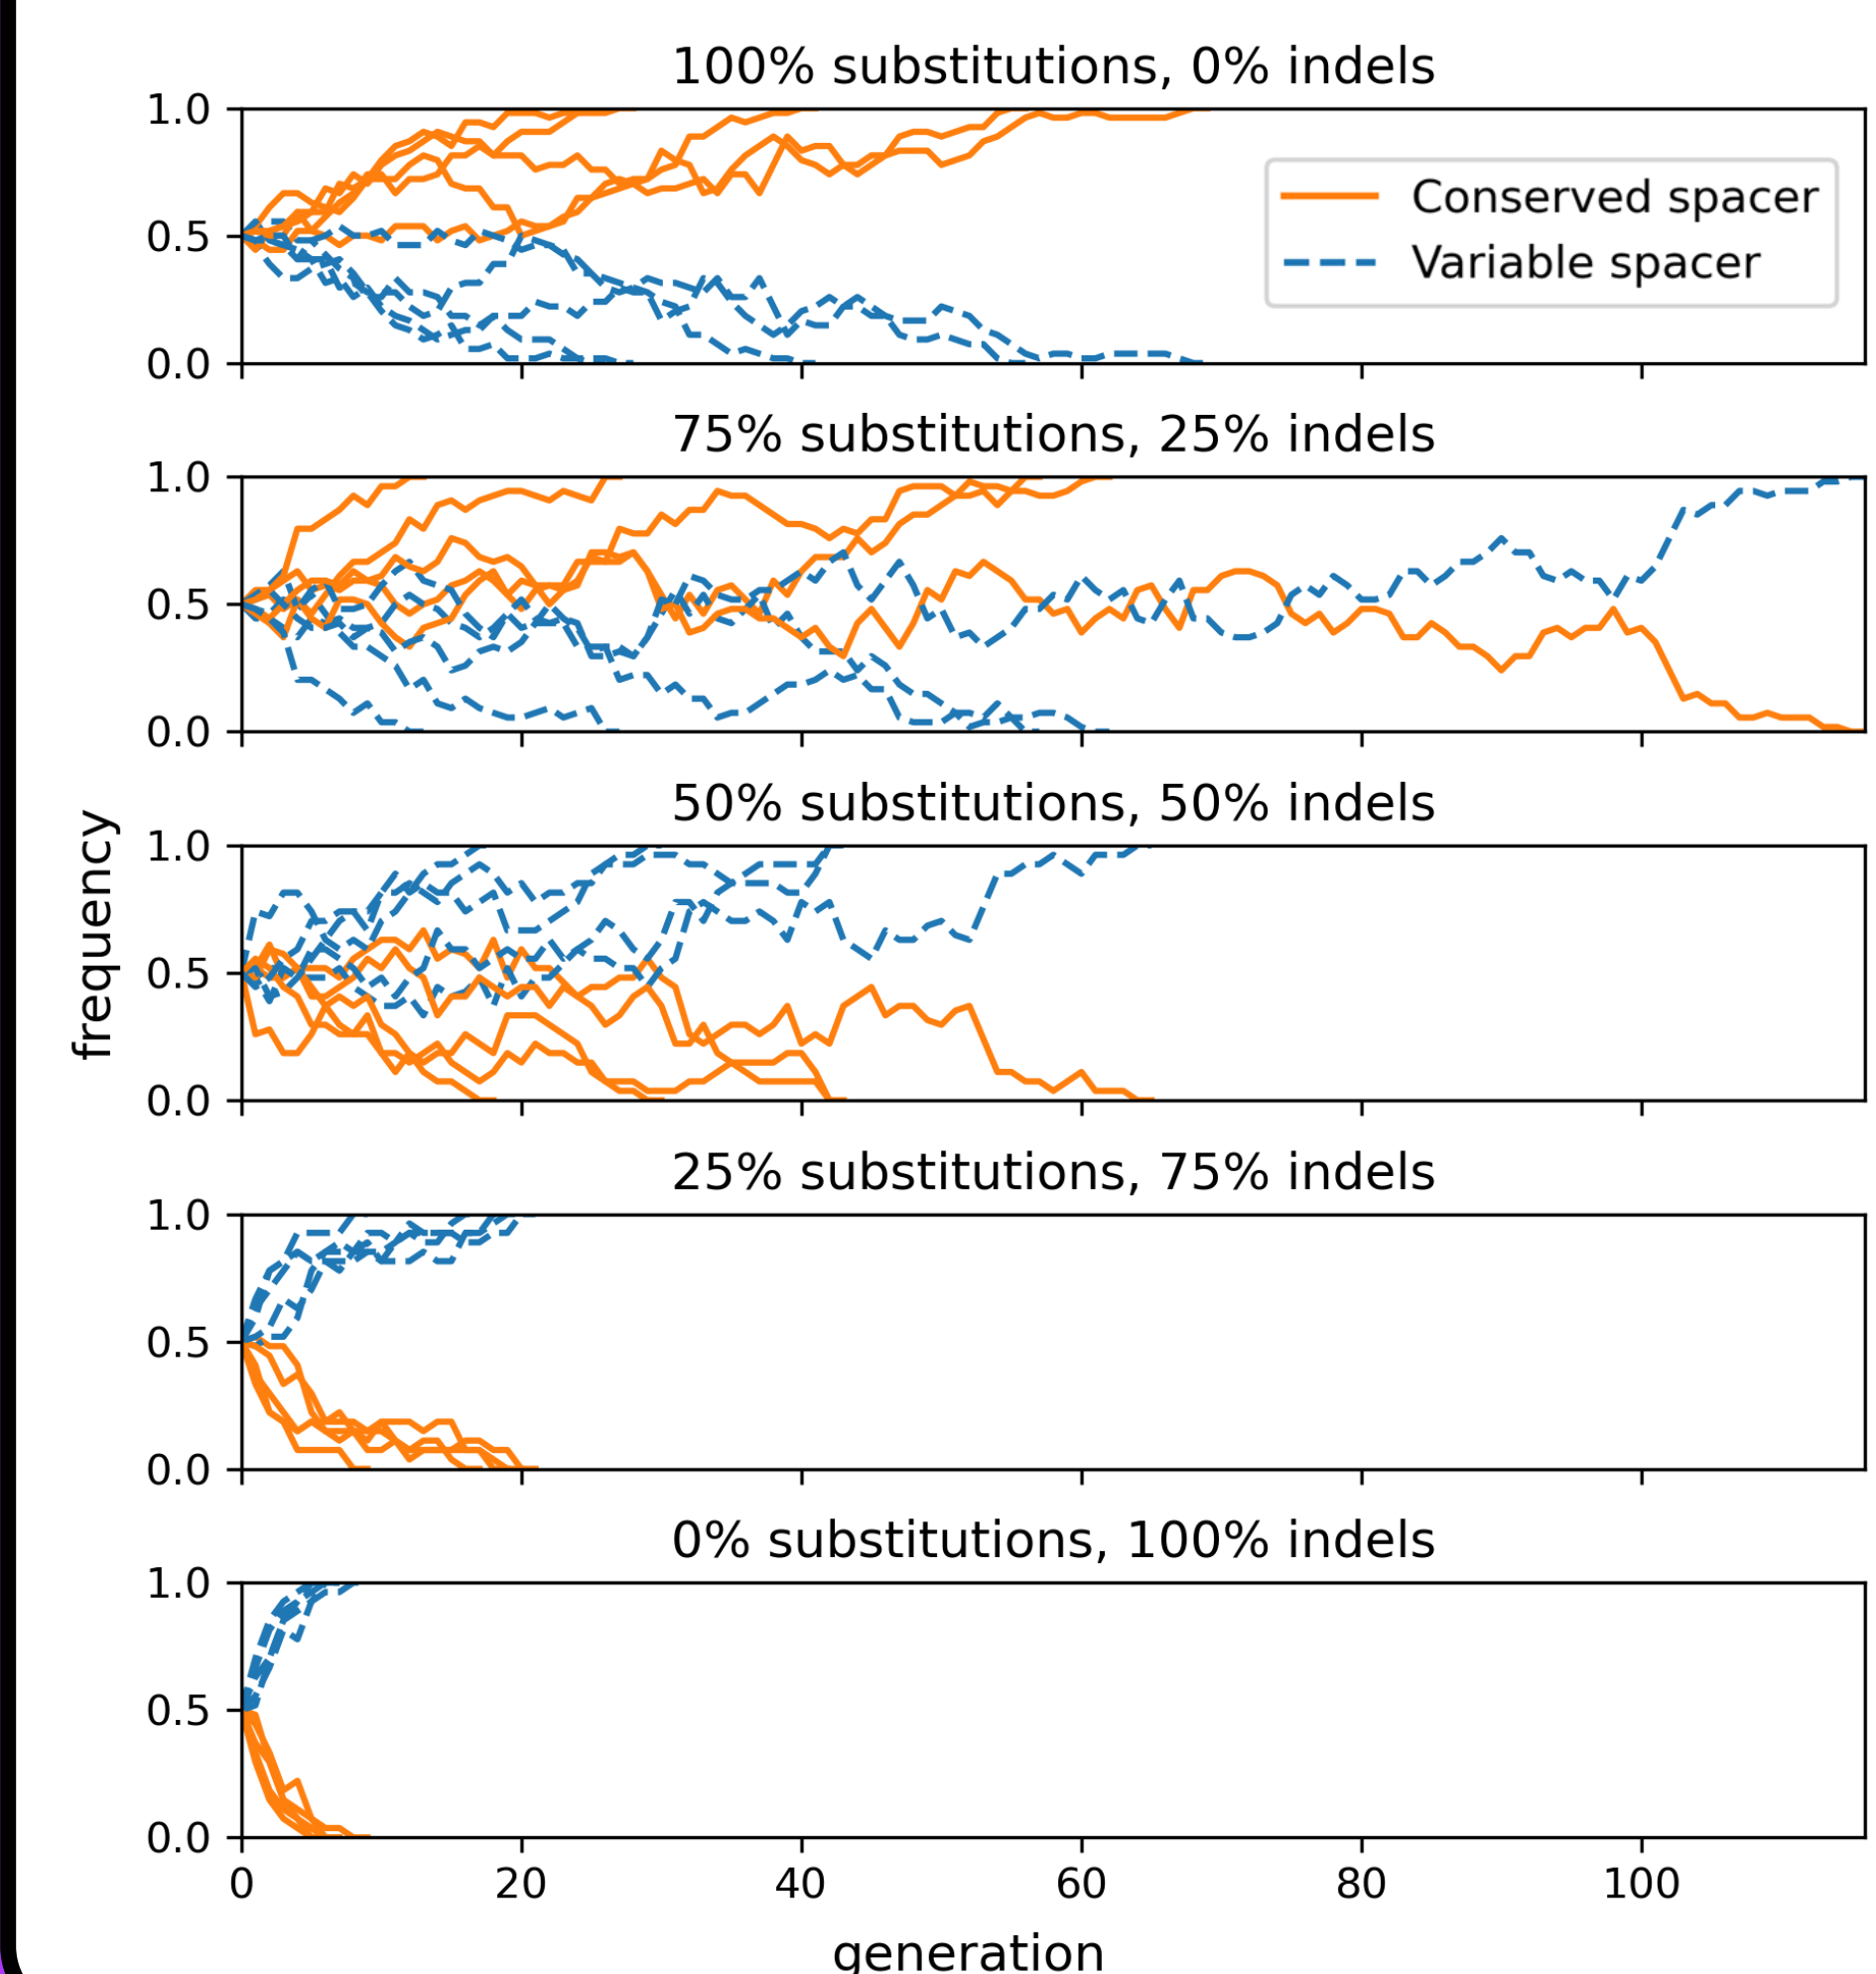 100% substitutions, 0% indels
1.0
0.5
0.0
Conserved spacer
Variable spacer
75% substitutions, 25% indels
1.0
0.5
0.0
50% substitutions, 50% indels
1.0
0.5
0.0
frequency
25% substitutions, 75% indels
1.0
0.5
0.0
0% substitutions, 100% indels
1.0
0.5
0.0
0 20 40 60 80 100
generation